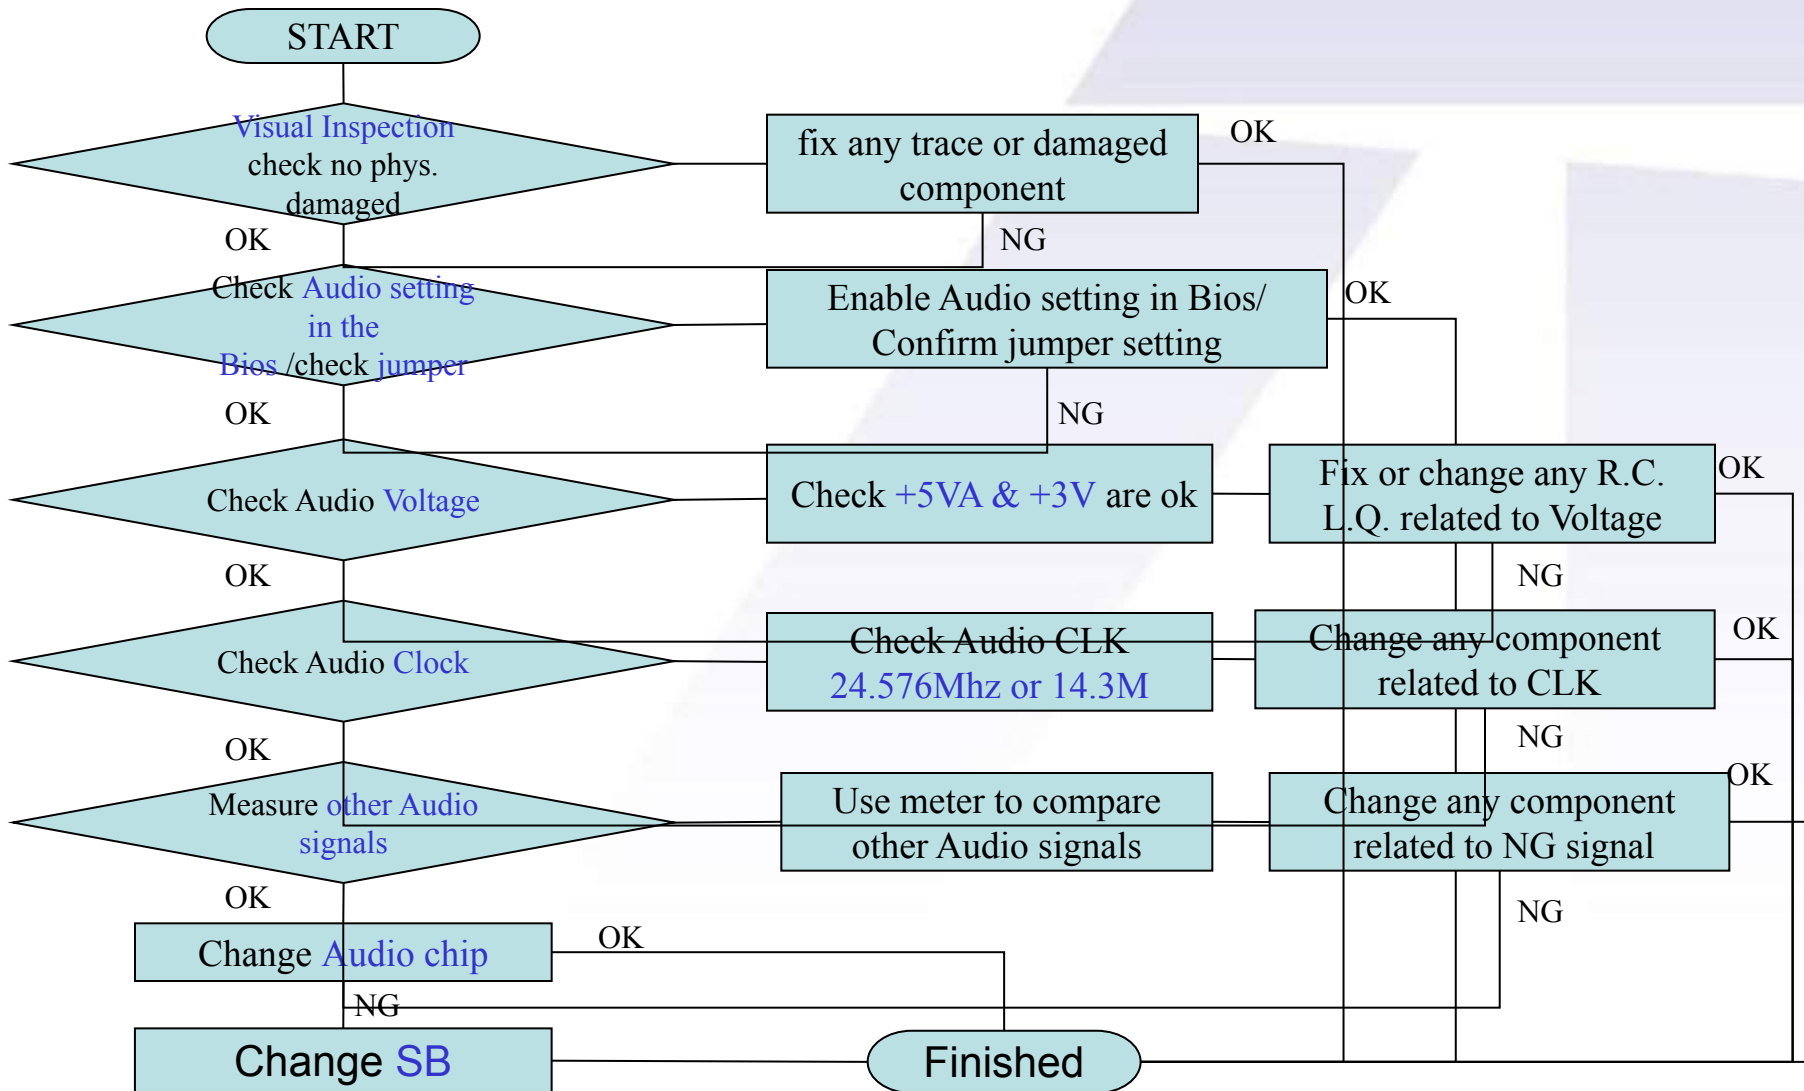 START
Visual Inspection
check no phys.
damaged
fix any trace or damaged
component
OK
OK
NG
Check Audio setting
in the
Bios /check jumper
Enable Audio setting in Bios/
Confirm jumper setting
OK
OK
NG
Check Audio Voltage
Check +5VA & +3V are ok
Fix or change any R.C.
L.Q. related to Voltage
OK
OK
NG
Check Audio Clock
Check Audio CLK
24.576Mhz or 14.3M
Change any component
related to CLK
OK
OK
NG
Measure other Audio
signals
Use meter to compare
other Audio signals
Change any component
related to NG signal
OK
OK
NG
Change Audio chip
OK
NG
Change SB
Finished